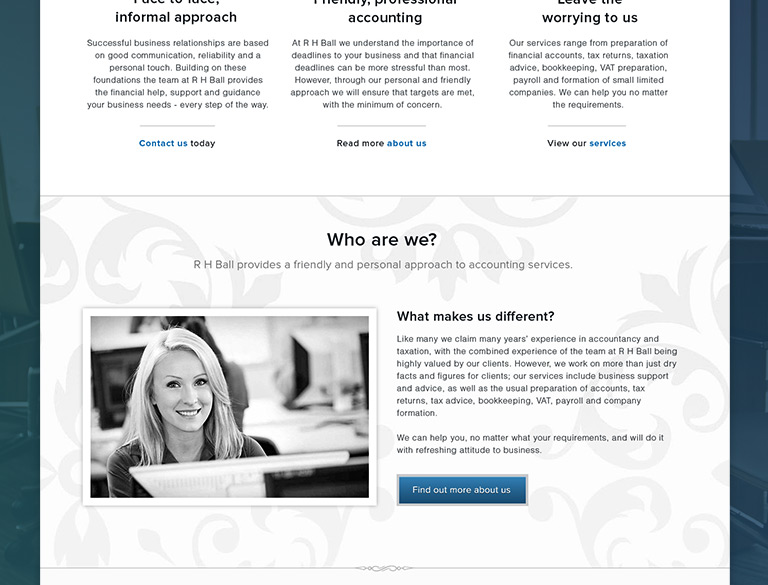 Face to face,
informal approach
Successful business relationships are based
on good communication, reliability and a
personal touch. Building on these
foundations the team at R H Ball provides
the financial help, support and guidance
your business needs - every step of the way.
Contact us today
Friendly, professional
accounting
At R H Ball we understand the importance of
deadlines to your business and that financial
deadlines can be more stressful than most.
However, through our personal and friendly
approach we will ensure that targets are met,
with the minimum of concern.
Read more about us
Leave the
worrying to us
Our services range from preparation of
financial accounts, tax returns, taxation
advice, bookkeeping, VAT preparation,
payroll and formation of small limited
companies. We can help you no matter
the requirements.
View our services
Who are we?
R H Ball provides a friendly and personal approach to accounting services.
What makes us different?
Like many we claim many years' experience in accountancy and
taxation, with the combined experience of the team at R H Ball being
highly valued by our clients. However, we work on more than just dry
facts and figures for clients; our services include business support
and advice, as well as the usual preparation of accounts, tax
returns, tax advice, bookkeeping, VAT, payroll and company
formation.
We can help you, no matter what your requirements, and will do it
with refreshing attitude to business.
Find out more about us